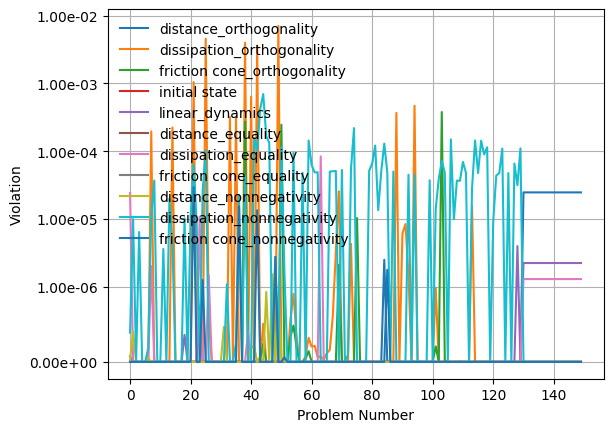 1.00e-02
1.00e-03
1.00e-04
1.00e-05
1.00e-06
0.00e+00
Violation
distance_orthogonality
dissipation_orthogonality
friction cone_orthogonality
initial state
linear_dynamics
distance_equality
dissipation_equality
friction cone_equality
distance_nonnegativity
dissipation_nonnegativity
friction cone_nonnegativity
0 20 40 60 80 100 120 140
Problem Number